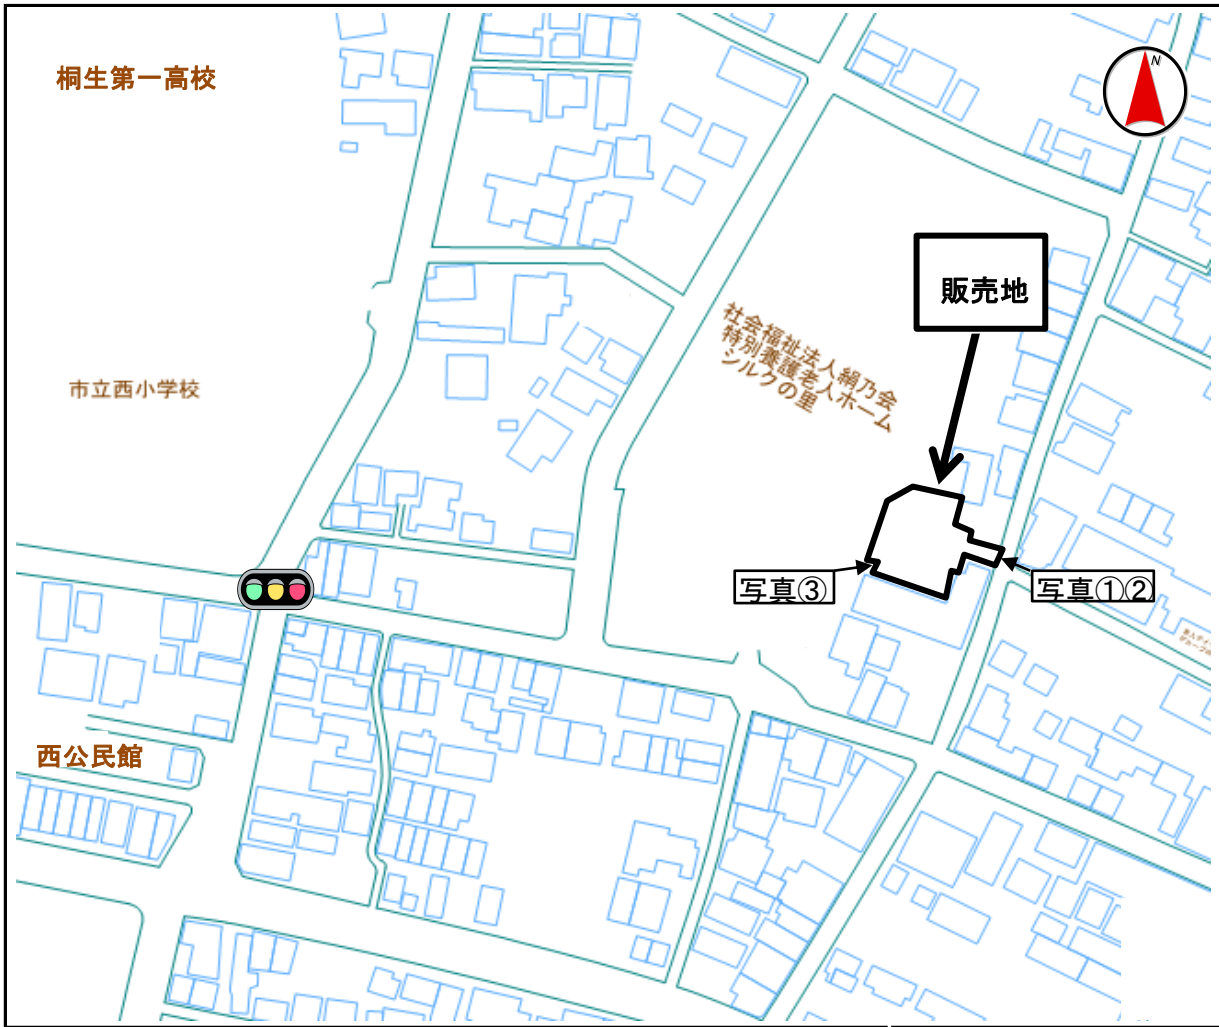 桐生第一高校
N
販売地
社会福祉法人絹乃会
特別養護老人ホーム
シルクの里
市立西小学校
写真③
写真①②
西公民館